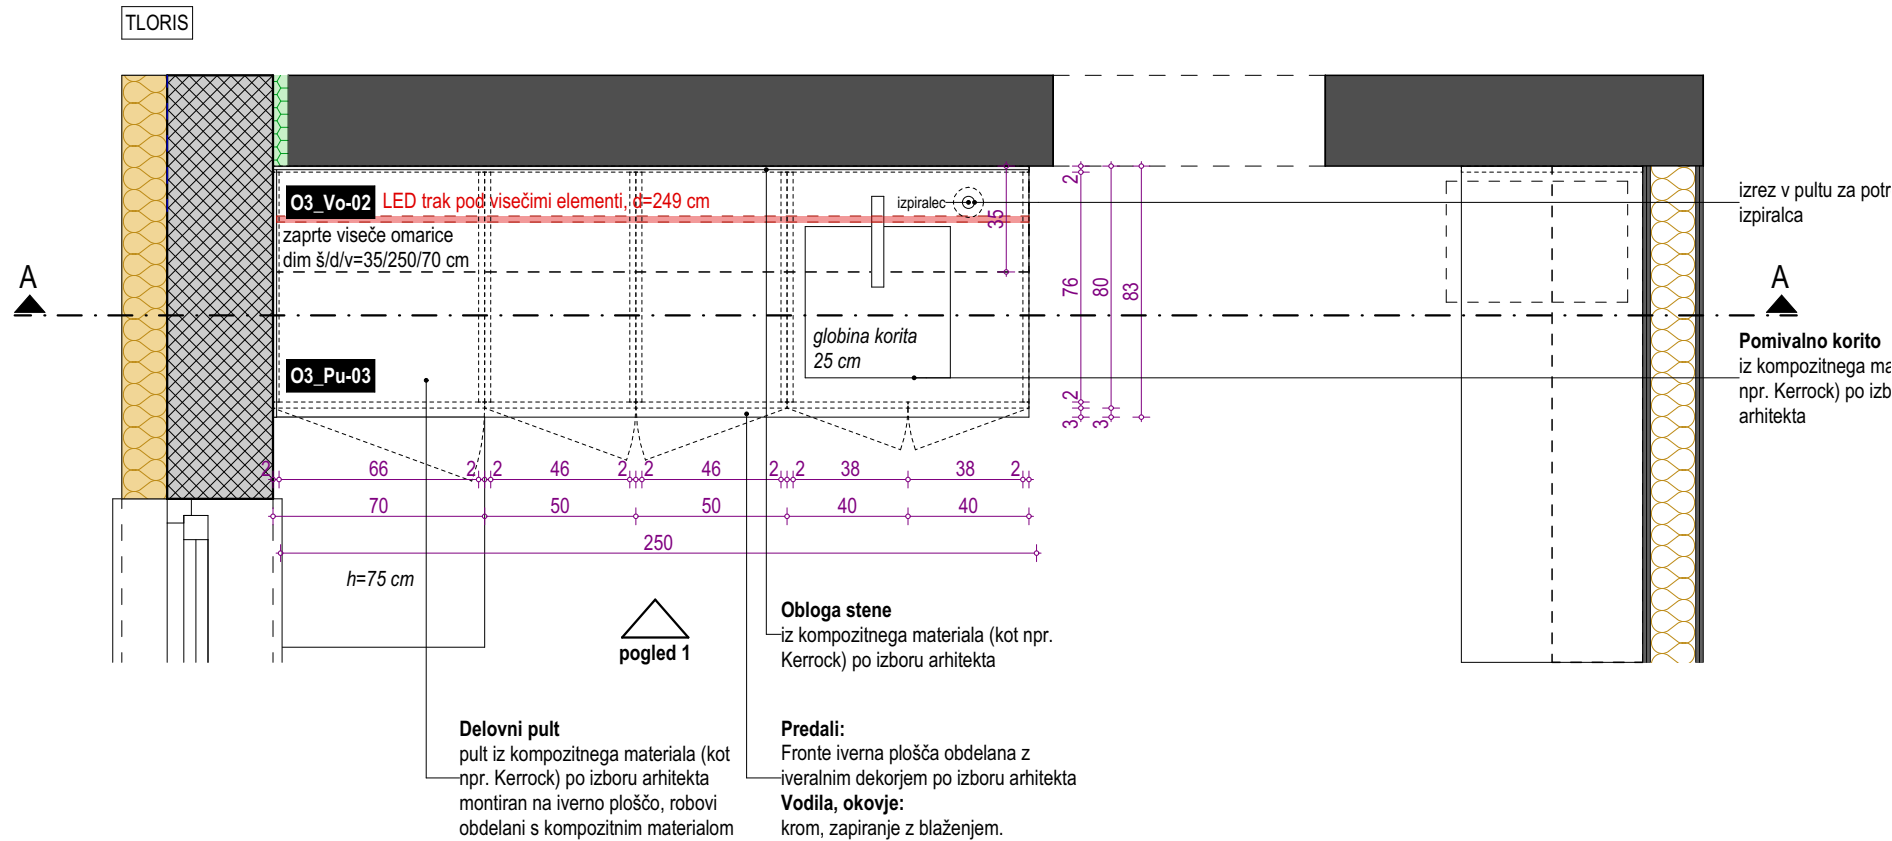 TLORIS
O3_Vo-02 LED trak pod visečimi elementi, d=249 cm
zaprte viseče omarice
dim š/d/v=35/250/70 cm
izpiralec
izrez v pultu za potr
izpiralca
A
A
globina korita
25 cm
O3_Pu-03
Pomivalno korito
iz kompozitnega ma
npr. Kerrock) po izb
arhitekta
2
35
76
80
83
2
3
3
2 66 2 2 46 2 2 46 2 2 38 38 2
70 50 50 40 40
250
h=75 cm
pogled 1
Obloga stene
iz kompozitnega materiala (kot npr.
Kerrock) po izboru arhitekta
Delovni pult
pult iz kompozitnega materiala (kot
npr. Kerrock) po izboru arhitekta
montiran na iverno ploščo, robovi
obdelani s kompozitnim materialom
Predali:
Fronte iverna plošča obdelana z
iveralnim dekorjem po izboru arhitekta
Vodila, okovje:
krom, zapiranje z blaženjem.